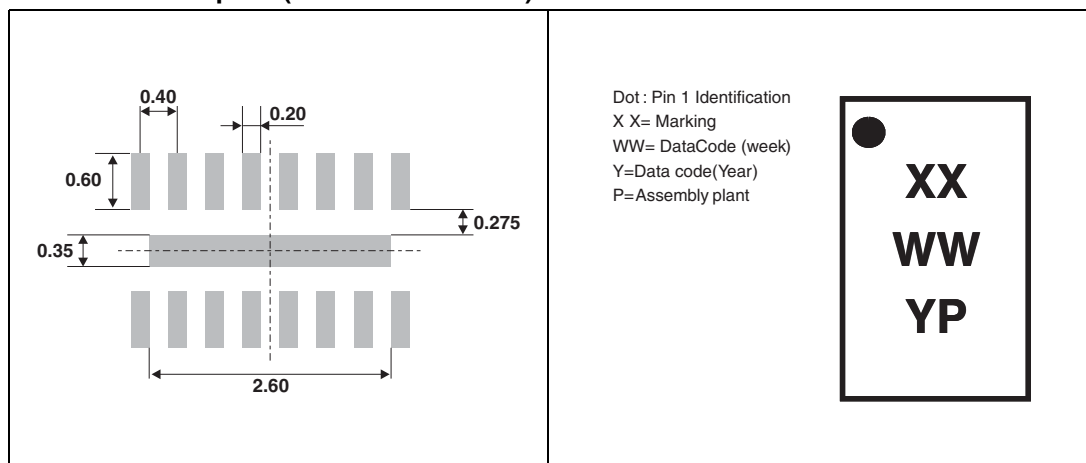 0.40
0.20
0.60
0.275
0.35
2.60
Dot : Pin 1 Identification
X X= Marking
WW= DataCode (week)
Y=Data code(Year)
P=Assembly plant
XX
WW
YP